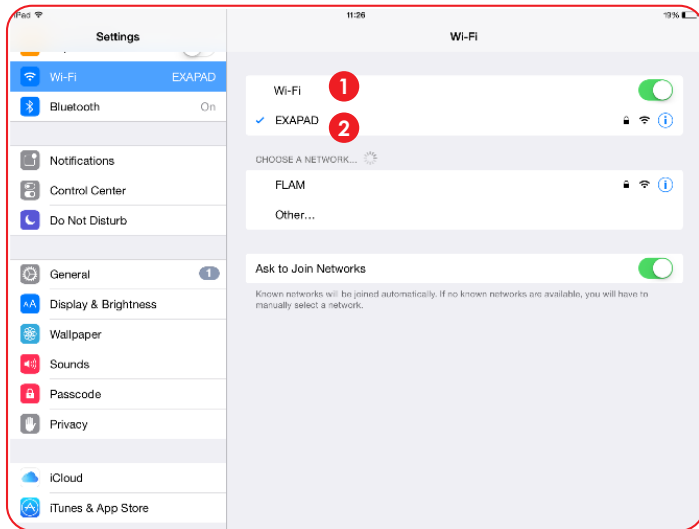 iPad 11:26 19%
Settings
Wi-Fi
Wi-Fi EXAPAD
Bluetooth On
Notifications
Control Center
Do Not Disturb
General 1
AA Display & Brightness
Wallpaper
Sounds
Passcode
Privacy
iCloud
iTunes & App Store
Wi-Fi 1
EXAPAD 2
CHOOSE A NETWORK...
FLAM
Other...
Ask to Join Networks
Known networks will be joined automatically. If no known networks are available, you will have to
manually select a network.